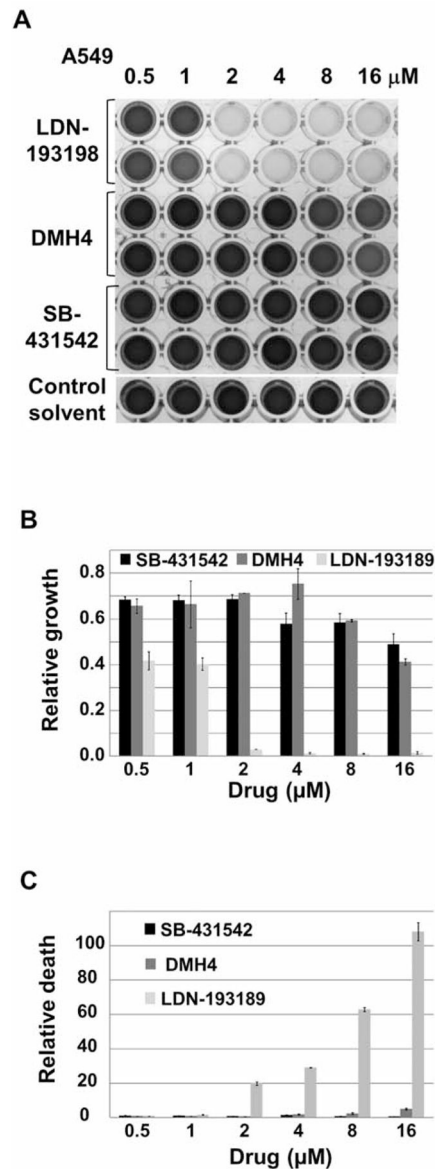 A
A549
0.5 1 2 4 8 16 µM
LDN-
193198
DMH4
SB-
431542
Control
solvent
B
SB-431542 DMH4 LDN-193189
0.8
0.6
0.4
0.2
0.0
Relative growth
0.5 1 2 4 8 16
Drug (µM)
C
SB-431542
DMH4
LDN-193189
100
80
60
40
20
0
Relative death
0.5 1 2 4 8 16
Drug (µM)